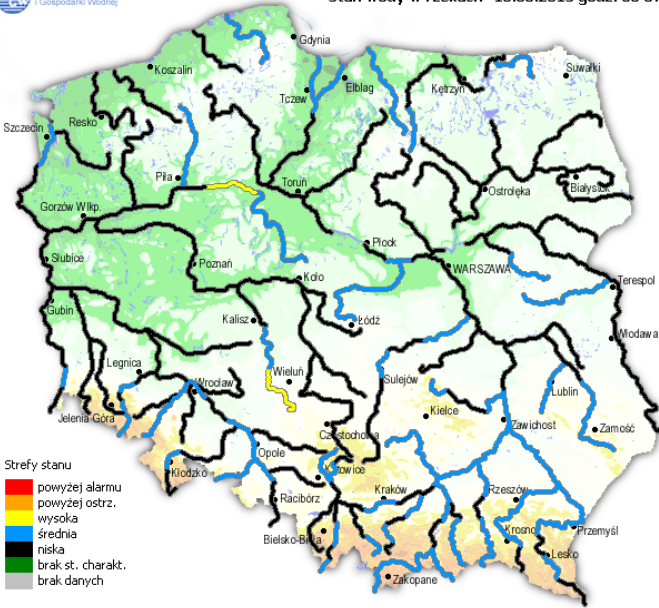 i Gospodarki Wodnej
Gdynia
Koszalin
Suwałki
Elbląg
Kętrzyn
Tczew
Resko
Szczecin
Piła
Toruń
Ostrołęka
Białystok
Gorzów Wlkp.
Płock
Słubice
Poznań
WARSZAWA
Koło
Terespol
Gubin
Kalisz
Łódź
Włodawa
Legnica
Wieluń
Sulejów
Wrocław
Lublin
Jelenia-Góra
Kielce
Zawichost
Zamość
Częstochowa
Opole
Strefy stanu
Kłodzko
Katowice
powyżej alarmu
powyżej ostrz.
Racibórz
Kraków
Rzeszów
wysoka
średnia
Krosno
Przemyśl
niska
Bielsko-Biała
Lesko
brak st. charakt.
brak danych
Zakopane